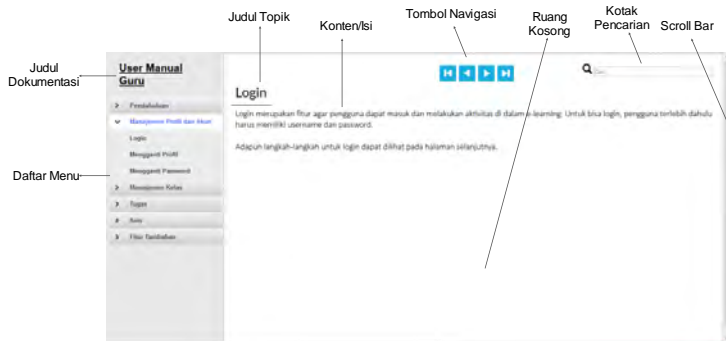 Judul Topik
Konten/Isi
Tombol Navigasi
Ruang
Kosong
Kotak
Pencarian
Scroll Bar
Judul
Dokumentasi
User Manual
Guru
Login
Pendahuluan
Manajemen Profil dan Akun
Login merupakan fitur agar pengguna dapat masuk dan melakukan aktivitas di dalam e-learning. Untuk bisa login, pengguna terlebih dahulu
harus memiliki username dan password.
Login
Mengganti Profil
Adapun langkah-langkah untuk login dapat dilihat pada halaman selanjutnya.
Mengganti Password
Daftar Menu
Manajemen Kelas
Tugas
Kuis
Fitur Tambahan